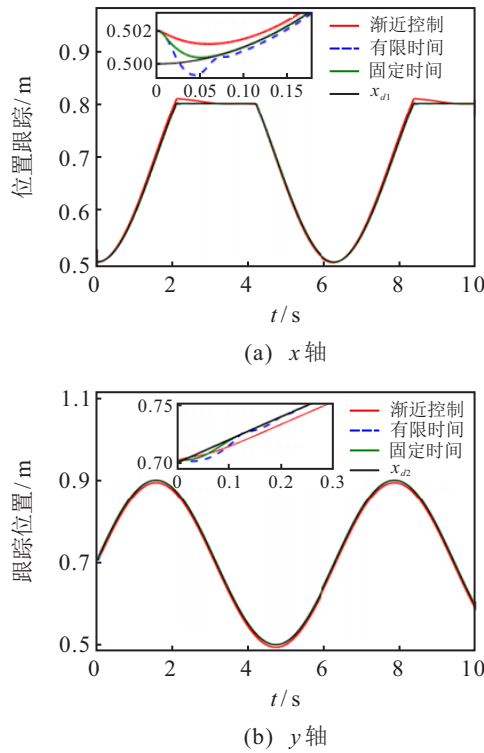 0.502
0.500
0
0.05
0.10
0.15
渐近控制
有限时间
固定时间
x_{d1}
位置跟踪/m
0.9
0.8
0.7
0.6
0.5
0 2 4 6 8 10
t/s
(a) x轴
0.75
0.70
0 0.1 0.2 0.3
渐近控制
有限时间
固定时间
x_{d2}
跟踪位置/m
1.1
0.9
0.7
0.5
0 2 4 6 8 10
t/s
(b) y轴